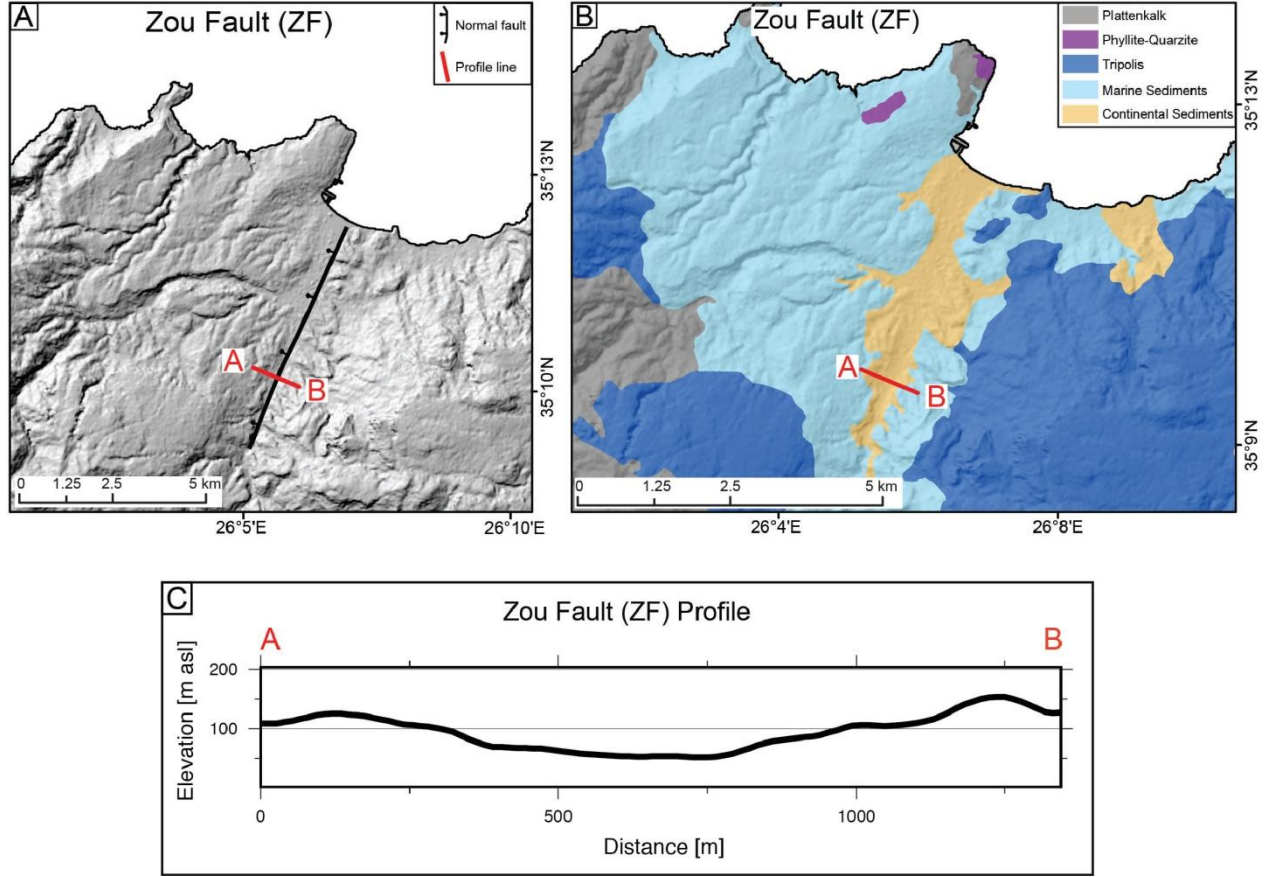 A
Zou Fault (ZF)
Normal fault
Profile line
A
B
35°13'N
35°10'N
0 1.25 2.5 5 km
26°5'E 26°10'E
B
Zou Fault (ZF)
Plattenkalk
Phyllite-Quarzite
Tripolis
Marine Sediments
Continental Sediments
A
B
35°13'N
35°9'N
0 1.25 2.5 5 km
26°4'E 26°8'E
C
Zou Fault (ZF) Profile
A B
Elevation [m asl]
200
100
0 500 1000
Distance [m]